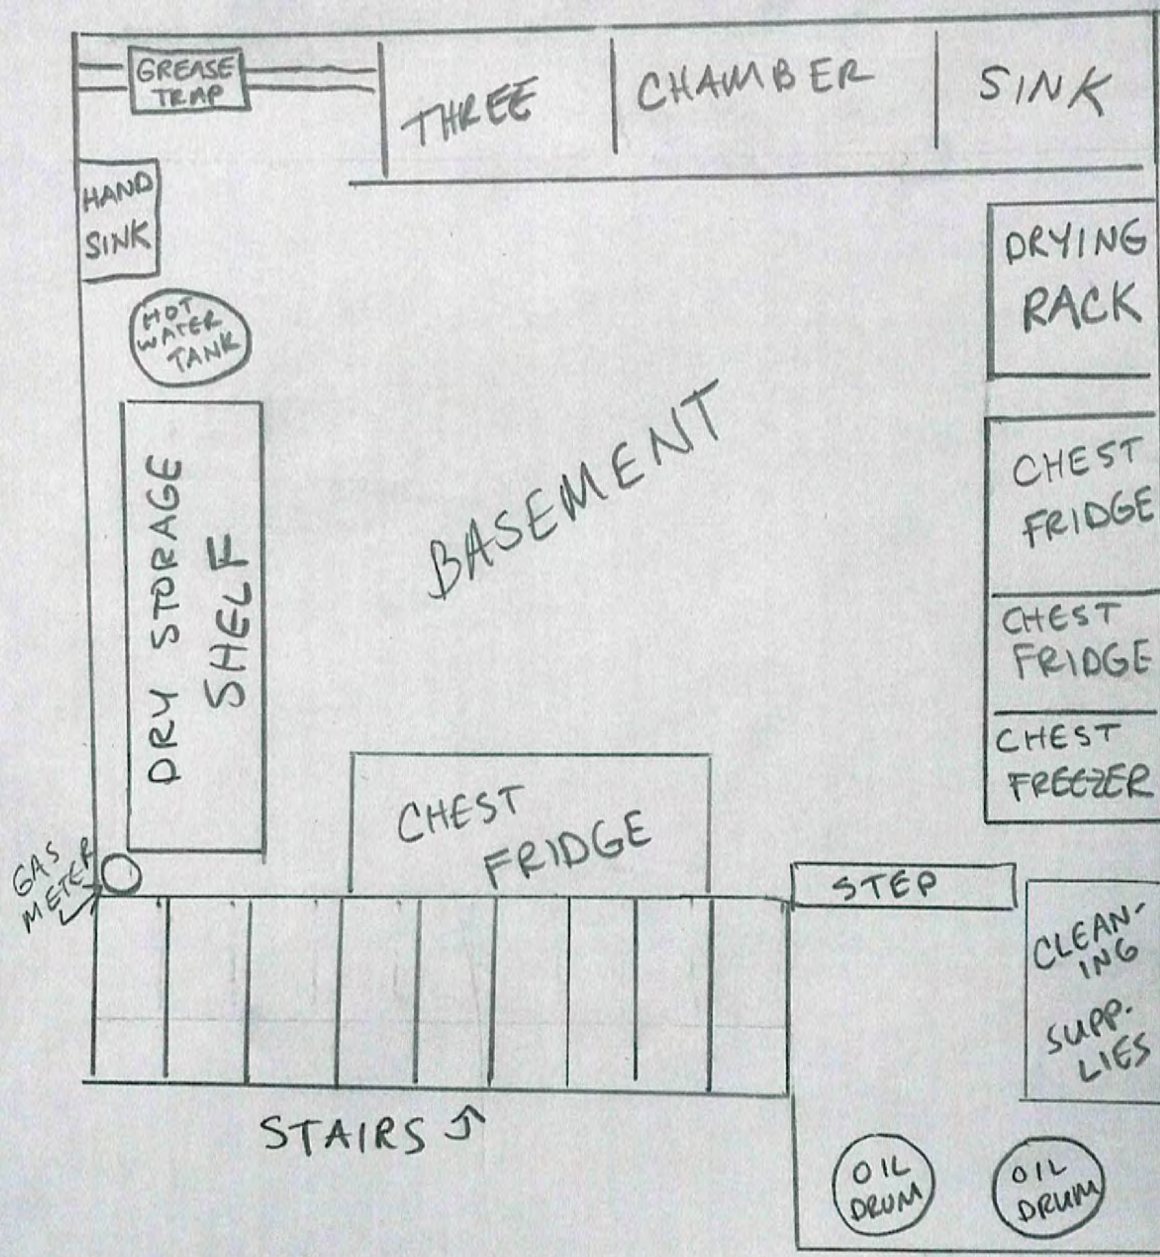 GREASE
TRAP
THREE
CHAMBER
SINK
HAND
SINK
DRYING
RACK
HOT
WATER
TANK
BASEMENT
CHEST
FRIDGE
DRY STORAGE
SHELF
CHEST
FRIDGE
CHEST
FREEZER
CHEST
FRIDGE
GAS
METER
STEP
CLEAN-
ING
SUPP-
LIES
STAIRS
OIL
DRUM
OIL
DRUM